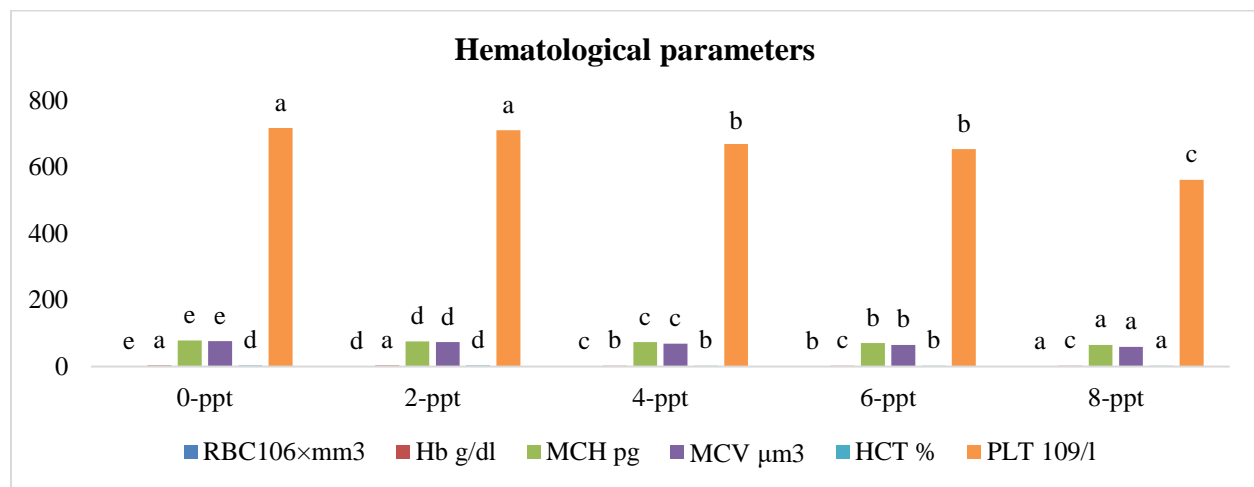 Hematological parameters
800
600
400
200
0
e a e e d a
d a d d d a
c b c c b b
b c b b b b
a c a a a c
0-ppt 2-ppt 4-ppt 6-ppt 8-ppt
RBC106×mm3 Hb g/dl MCH pg MCV μm3 HCT % PLT 109/l